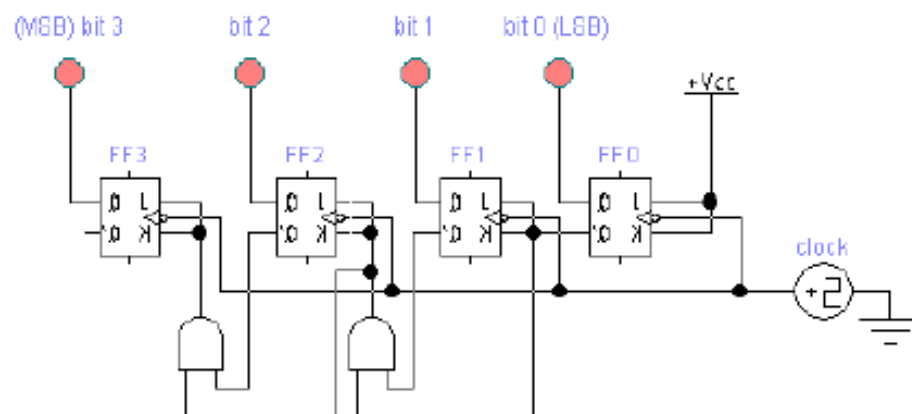 (MSB) bit 3 bit 2 bit 1 bit 0 (LSB)
+Vcc
FF3 FF2 FF1 FF0
Q J Q J Q J Q J
Q' K Q' K Q' K Q' K
clock
+